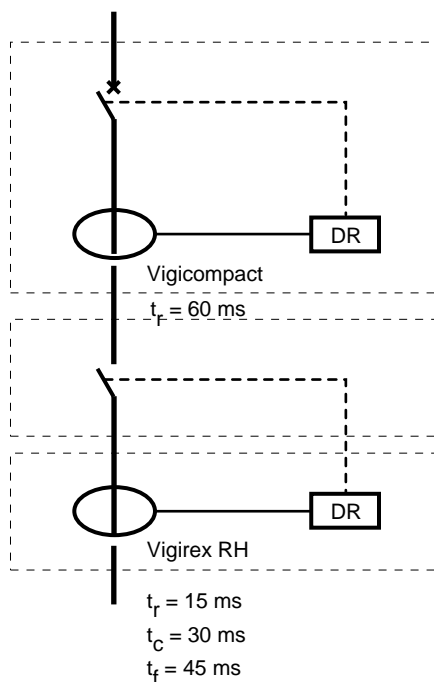 DR
Vigicompact
tr = 60 ms
DR
Vigirex RH
tr = 15 ms
tc = 30 ms
tf = 45 ms